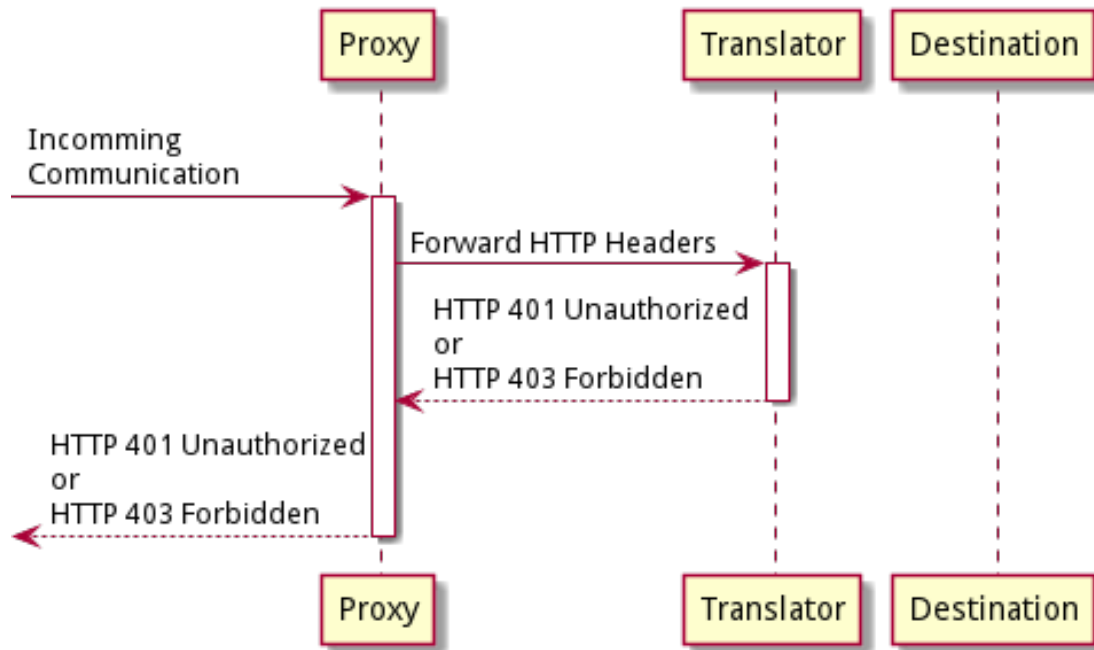 Proxy
Translator
Destination
Incomming
Communication
Forward HTTP Headers
HTTP 401 Unauthorized
or
HTTP 403 Forbidden
HTTP 401 Unauthorized
or
HTTP 403 Forbidden
Proxy
Translator
Destination